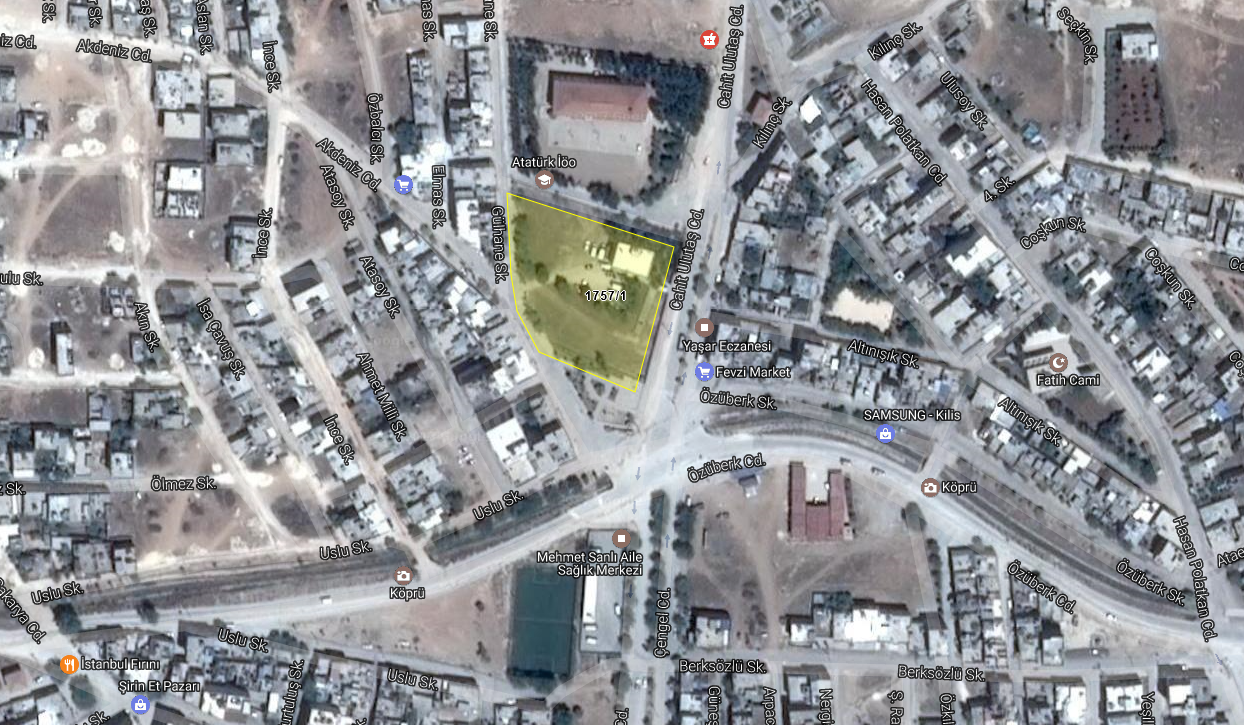 Akdeniz Cd.
İnce Sk.
Özbalcı Sk.
Akdeniz Cd.
Atasoy Sk.
Elmas Sk.
Gülhane Sk.
Atatürk İöo
Cahit Ulutaş Cd.
Kılınç Sk.
Kılınç Sk.
Seçkin Sk.
Ulusoy Sk.
Hasan Polatkan Cd.
4. Sk.
Coşkun Sk.
Coşkun Sk.
İnce Sk.
Atasoy Sk.
Akın Sk.
İsa Çavuş Sk.
Ahmet Milli Sk.
İnce Sk.
1757/1
Cahit Ulutaş Cd.
Yaşar Eczanesi
Fevzi Market
Altınışık Sk.
Fatih Cami
Özüberk Sk.
SAMSUNG - Kilis
Altınışık Sk.
Özüberk Cd.
Köprü
Ölmez Sk.
Uslu Sk.
Uslu Sk.
Uslu Sk.
Köprü
Mehmet Sanlı Aile
Sağlık Merkezi
Çengel Cd.
Özüberk Cd.
Özüberk Sk.
Hasan Polatkan Cd.
İstanbul Fırını
Şirin Et Pazarı
Uslu Sk.
Uslu Sk.
Berksözlü Sk.
Berksözlü Sk.